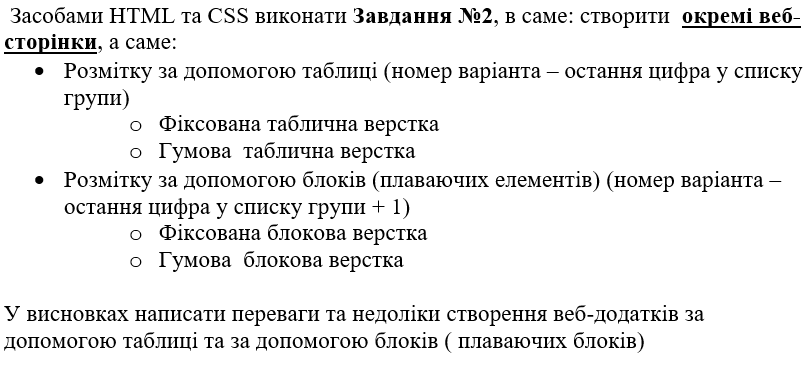 Засобами HTML та CSS виконати Завдання №2, в саме: створити окремі веб-
сторінки, а саме:
• Розмітку за допомогою таблиці (номер варіанта – остання цифра у списку
групи)
o Фіксована таблична верстка
o Гумова таблична верстка
• Розмітку за допомогою блоків (плаваючих елементів) (номер варіанта –
остання цифра у списку групи + 1)
o Фіксована блокова верстка
o Гумова блокова верстка
У висновках написати переваги та недоліки створення веб-додатків за
допомогою таблиці та за допомогою блоків ( плаваючих блоків)